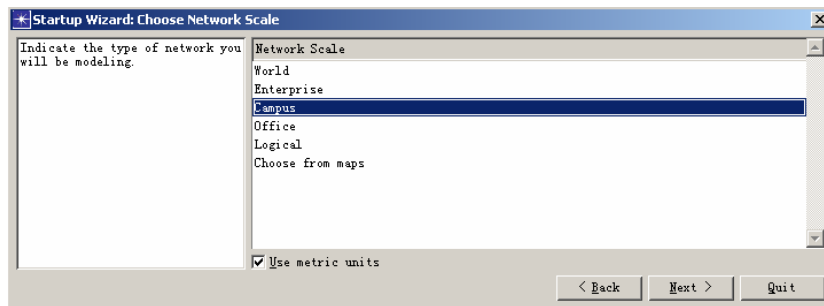 Startup Wizard: Choose Network Scale
Indicate the type of network you
will be modeling.
Network Scale
World
Enterprise
Campus
Office
Logical
Choose from maps
Use metric units
< Back
Next >
Quit